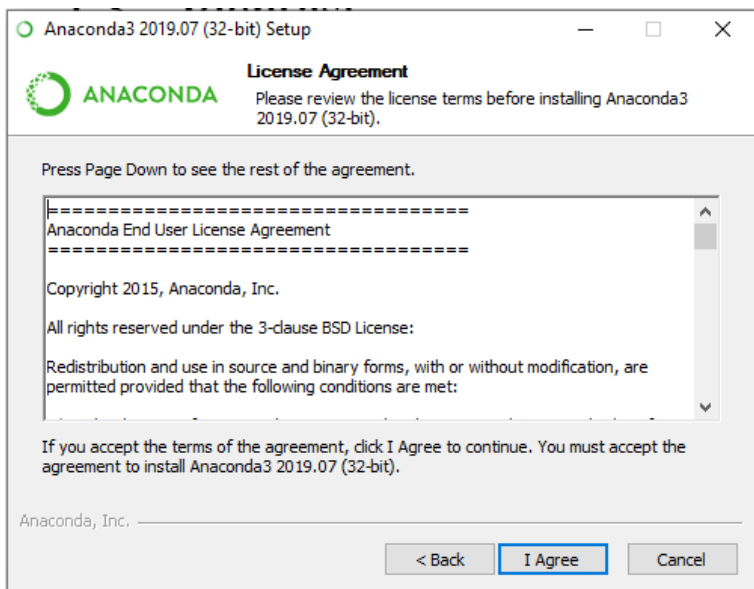 Anaconda3 2019.07 (32-bit) Setup
ANACONDA
License Agreement
Please review the license terms before installing Anaconda3
2019.07 (32-bit).
Press Page Down to see the rest of the agreement.
===================================
Anaconda End User License Agreement
===================================
Copyright 2015, Anaconda, Inc.
All rights reserved under the 3-clause BSD License:
Redistribution and use in source and binary forms, with or without modification, are
permitted provided that the following conditions are met:
If you accept the terms of the agreement, click I Agree to continue. You must accept the
agreement to install Anaconda3 2019.07 (32-bit).
Anaconda, Inc.
< Back
I Agree
Cancel